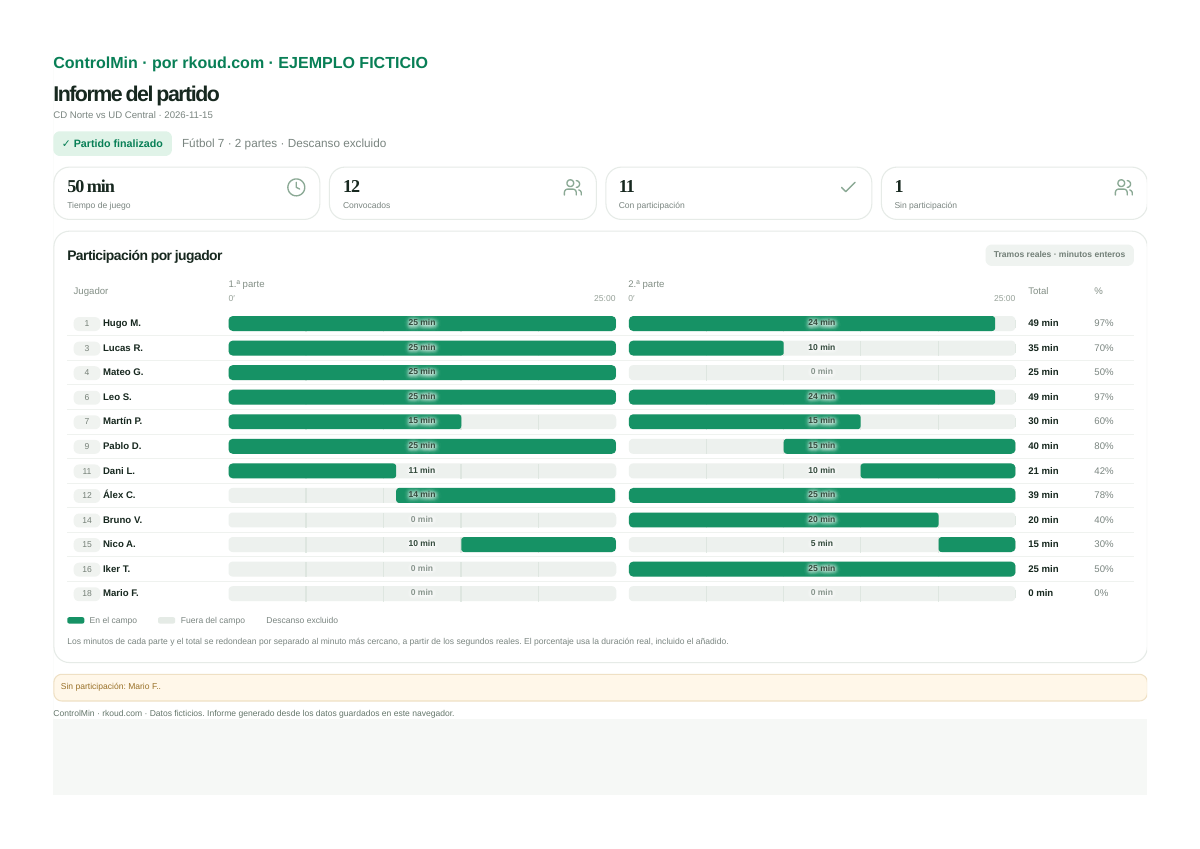 ControlMin · por rkoud.com · EJEMPLO FICTICIO
Informe del partido
CD Norte vs UD Central · 2026-11-15
✓ Partido finalizado Fútbol 7 · 2 partes · Descanso excluido
50 min 12 11 1
Tiempo de juego Convocados Con participación Sin participación
Participación por jugador Tramos reales · minutos enteros
Jugador 1.ª parte 2.ª parte Total %
0' 25:00 0' 25:00
1 Hugo M. 25 min 24 min 49 min 97%
3 Lucas R. 25 min 10 min 35 min 70%
4 Mateo G. 25 min 0 min 25 min 50%
6 Leo S. 25 min 24 min 49 min 97%
7 Martín P. 15 min 15 min 30 min 60%
9 Pablo D. 25 min 15 min 40 min 80%
11 Dani L. 11 min 10 min 21 min 42%
12 Álex C. 14 min 25 min 39 min 78%
14 Bruno V. 0 min 20 min 20 min 40%
15 Nico A. 10 min 5 min 15 min 30%
16 Iker T. 0 min 25 min 25 min 50%
18 Mario F. 0 min 0 min 0 min 0%
En el campo Fuera del campo Descanso excluido
Los minutos de cada parte y el total se redondean por separado al minuto más cercano, a partir de los segundos reales. El porcentaje usa la duración real, incluido el añadido.
Sin participación: Mario F..
ControlMin · rkoud.com · Datos ficticios. Informe generado desde los datos guardados en este navegador.